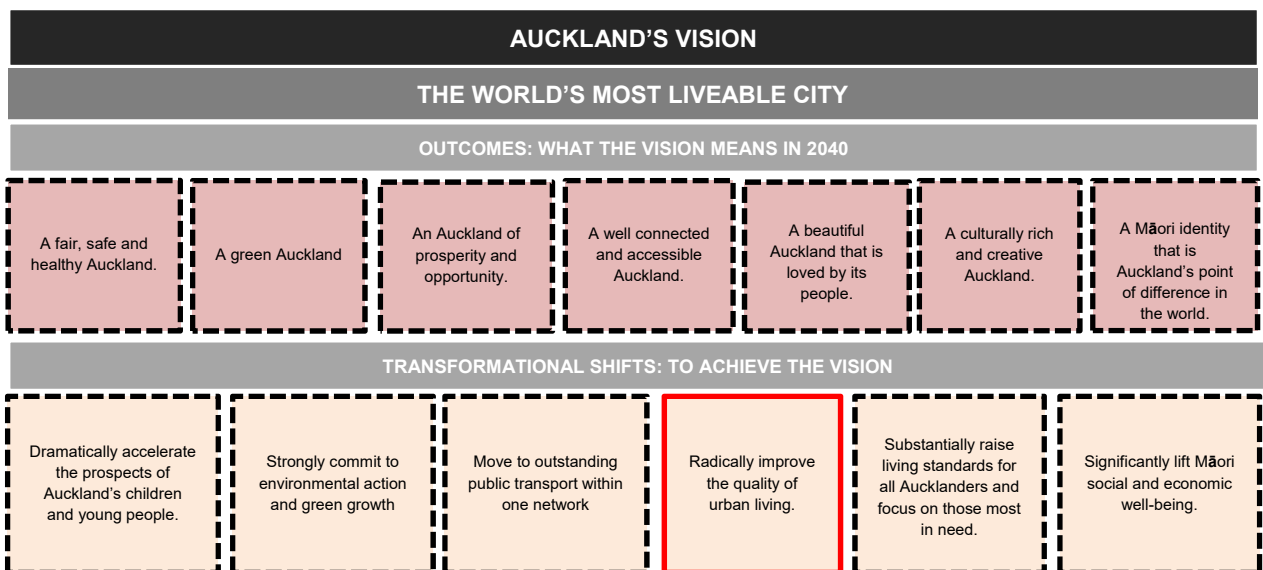 AUCKLAND'S VISION
THE WORLD'S MOST LIVEABLE CITY
OUTCOMES: WHAT THE VISION MEANS IN 2040
A fair, safe and
healthy Auckland.
A green Auckland
An Auckland of
prosperity and
opportunity.
A well connected
and accessible
Auckland.
A beautiful
Auckland that is
loved by its
people.
A culturally rich
and creative
Auckland.
A Māori identity
that is
Auckland's point
of difference in
the world.
TRANSFORMATIONAL SHIFTS: TO ACHIEVE THE VISION
Dramatically accelerate
the prospects of
Auckland's children
and young people.
Strongly commit to
environmental action
and green growth
Move to outstanding
public transport within
one network
Radically improve
the quality of
urban living.
Substantially raise
living standards for
all Aucklanders and
focus on those most
in need.
Significantly lift Māori
social and economic
well-being.